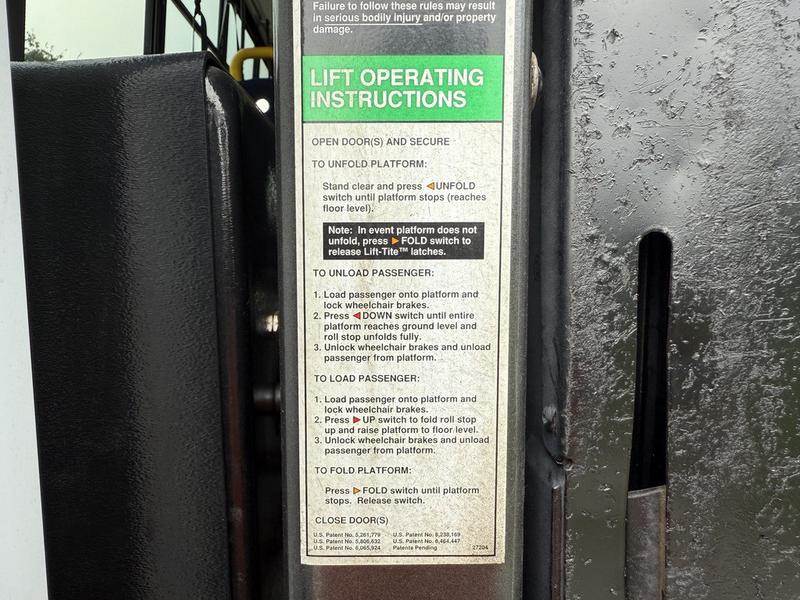 Failure to follow these rules may result
in serious bodily injury and/or property
damage.
LIFT OPERATING
INSTRUCTIONS
OPEN DOOR(S) AND SECURE
TO UNFOLD PLATFORM:
Stand clear and press ◁UNFOLD
switch until platform stops (reaches
floor level).
Note: In event platform does not
unfold, press ▶FOLD switch to
release Lift-Tite™ latches.
TO UNLOAD PASSENGER:
1. Load passenger onto platform and
lock wheelchair brakes.
2. Press ◀DOWN switch until entire
platform reaches ground level and
roll stop unfolds fully.
3. Unlock wheelchair brakes and unload
passenger from platform.
TO LOAD PASSENGER:
1. Load passenger onto platform and
lock wheelchair brakes.
2. Press ▶UP switch to fold roll stop
up and raise platform to floor level.
3. Unlock wheelchair brakes and unload
passenger from platform.
TO FOLD PLATFORM:
Press ▷FOLD switch until platform
stops. Release switch.
CLOSE DOOR(S)
U.S. Patent No. 5,261,779 U.S. Patent No. 6,238,169
U.S. Patent No. 5,806,632 U.S. Patent No. 6,464,447
U.S. Patent No. 6,065,924 Patents Pending 27204